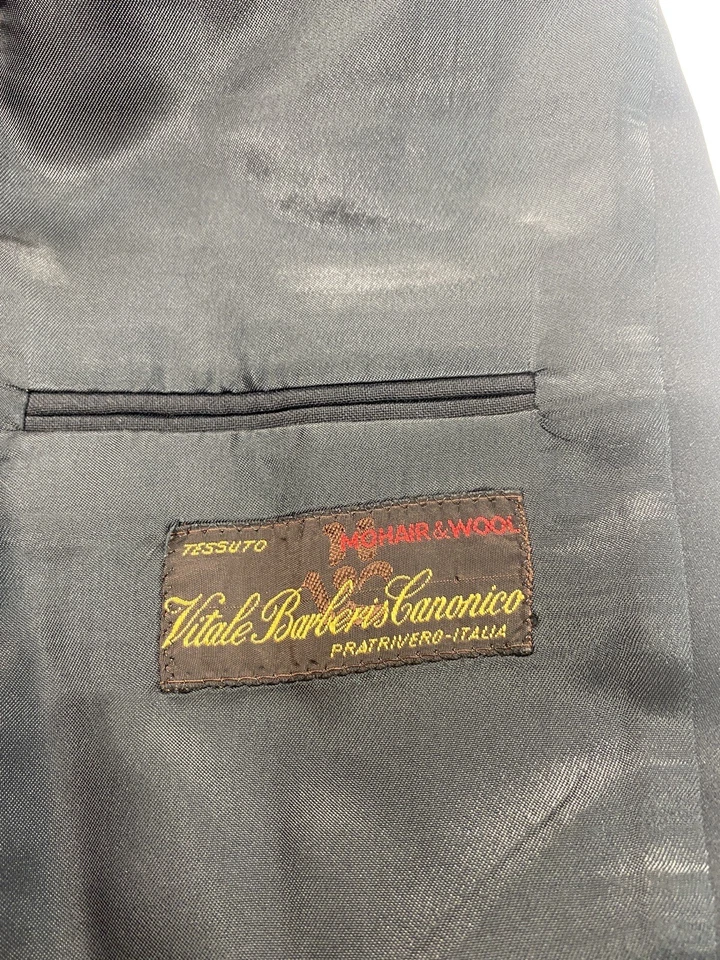 TESSUTO MOHAIR & WOOL
Vitale Barberis Canonico
PRATRIVERO-ITALIA